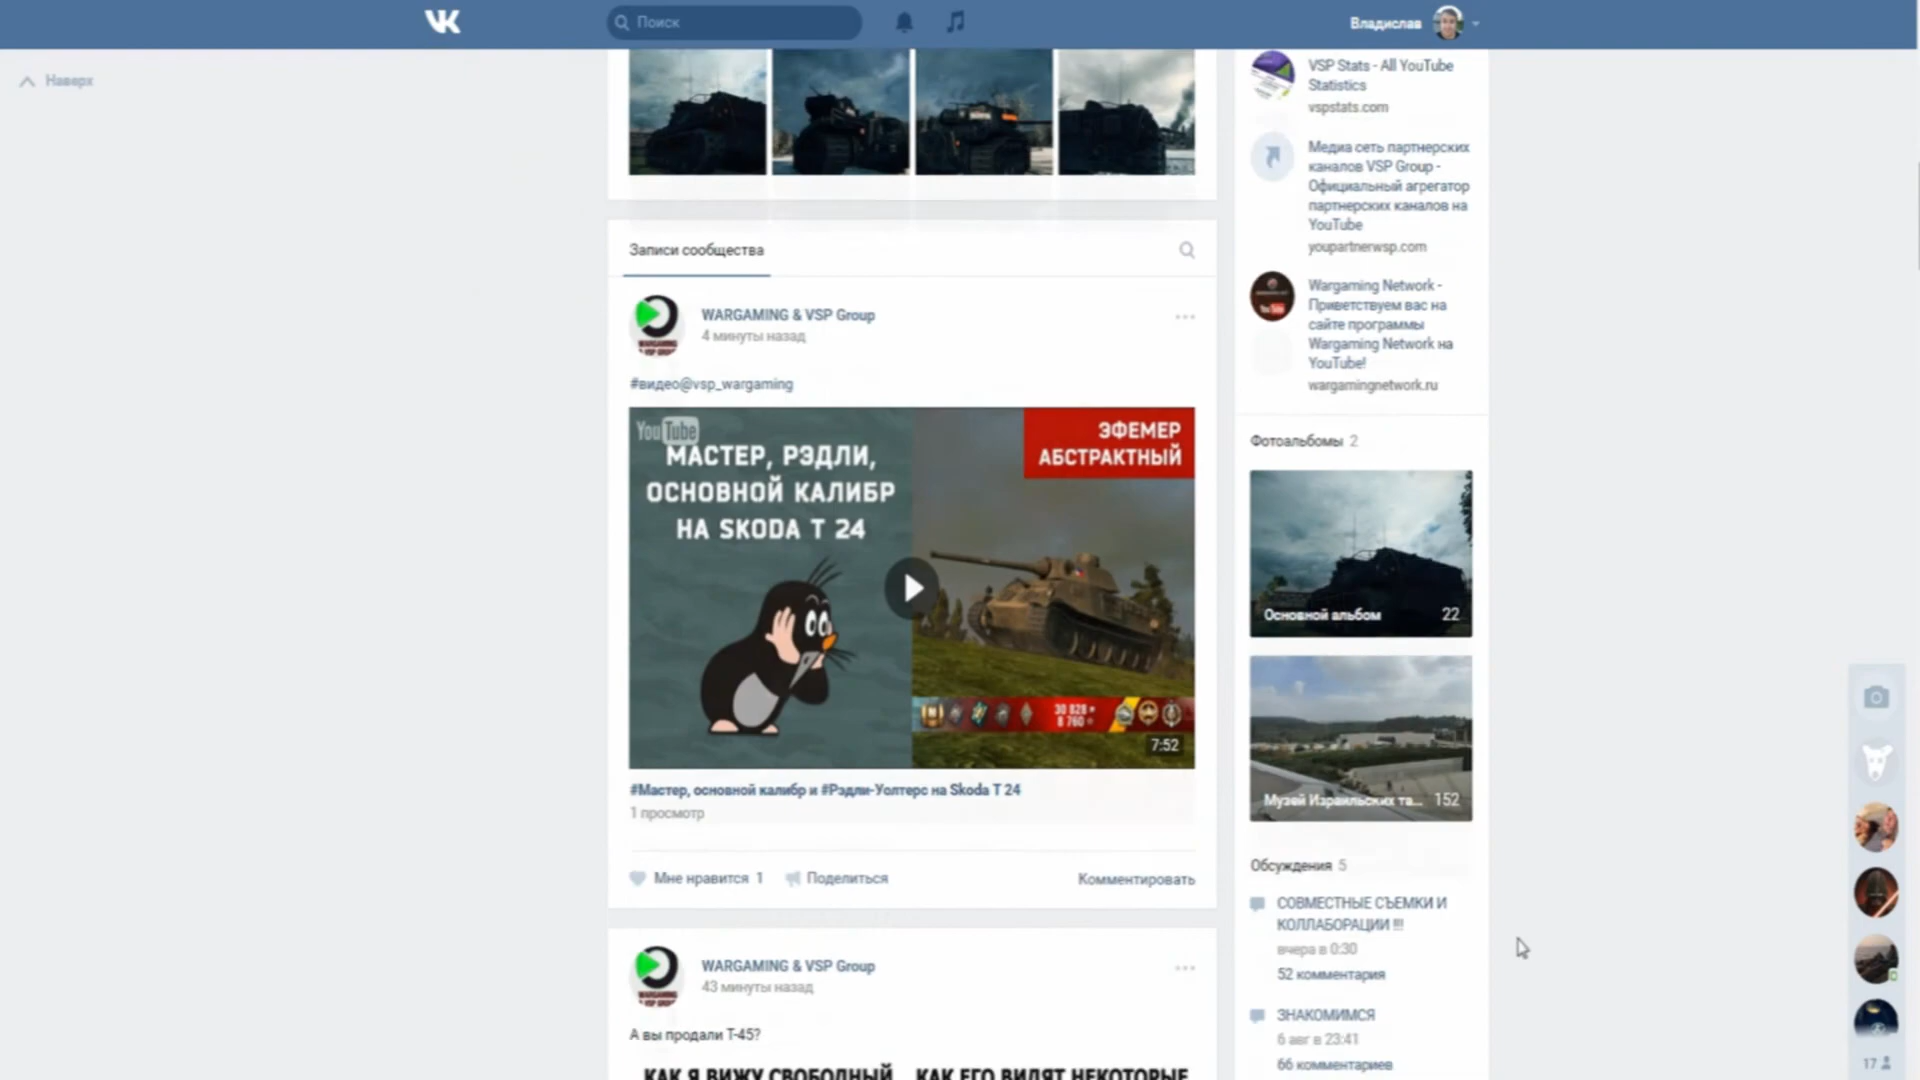 Поиск
Владислав
Наверх
Записи сообщества
WARGAMING & VSP Group
4 минуты назад
#видео@vsp_wargaming
YouTube
МАСТЕР, РЭДЛИ,
ОСНОВНОЙ КАЛИБР
НА SKODA T 24
ЭФЕМЕР
АБСТРАКТНЫЙ
30 828
8 760
7:52
#Мастер, основной калибр и #Рэдли-Уолтерс на Skoda T 24
1 просмотр
Мне нравится 1
Поделиться
Комментировать
WARGAMING & VSP Group
43 минуты назад
А вы продали Т-45?
КАК Я ВИЖУ СВОБОДНЫЙ
КАК ЕГО ВИДЯТ НЕКОТОРЫЕ
VSP Stats - All YouTube
Statistics
vspstats.com
Медиа сеть партнерских
каналов VSP Group -
Официальный агрегатор
партнерских каналов на
YouTube
youpartnerwsp.com
Wargaming Network -
Приветствуем вас на
сайте программы
Wargaming Network на
YouTube!
wargamingnetwork.ru
Фотоальбомы 2
Основной альбом 22
Музей Израильских та... 152
Обсуждения 5
СОВМЕСТНЫЕ СЪЕМКИ И
КОЛЛАБОРАЦИИ !!!
вчера в 0:30
52 комментария
ЗНАКОМИМСЯ
6 авг в 23:41
66 комментариев
17